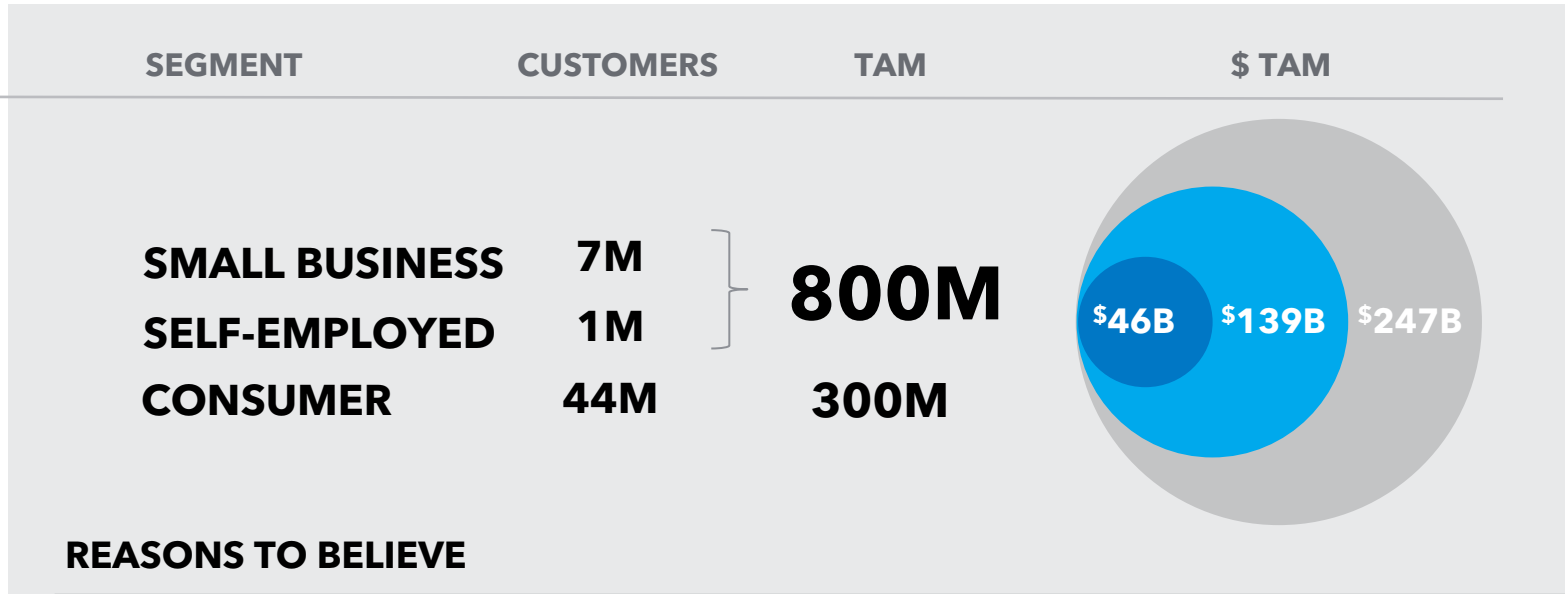 SEGMENT CUSTOMERS TAM $ TAM
SMALL BUSINESS 7M
SELF-EMPLOYED 1M
800M
CONSUMER 44M 300M
$46B $139B $247B
REASONS TO BELIEVE